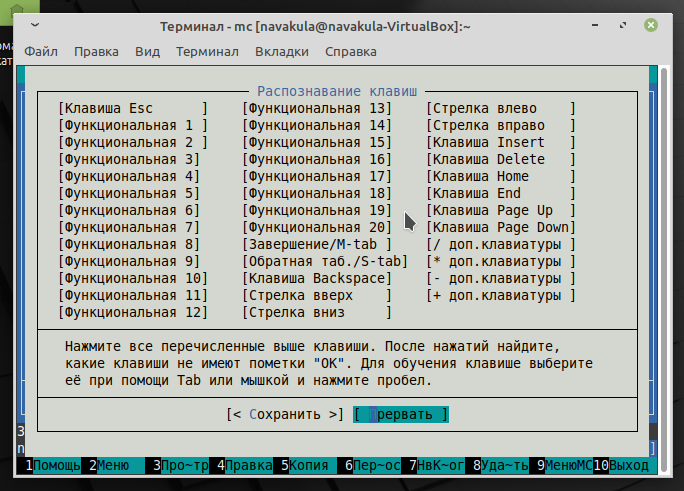 Терминал - mc [navakula@navakula-VirtualBox]:~
Файл Правка Вид Терминал Вкладки Справка
Распознавание клавиш
[Клавиша Esc ] [Функциональная 13] [Стрелка влево ]
[Функциональная 1 ] [Функциональная 14] [Стрелка вправо ]
[Функциональная 2 ] [Функциональная 15] [Клавиша Insert ]
[Функциональная 3] [Функциональная 16] [Клавиша Delete ]
[Функциональная 4] [Функциональная 17] [Клавиша Home ]
[Функциональная 5] [Функциональная 18] [Клавиша End ]
[Функциональная 6] [Функциональная 19] [Клавиша Page Up ]
[Функциональная 7] [Функциональная 20] [Клавиша Page Down]
[Функциональная 8] [Завершение/M-tab ] [/ доп.клавиатуры ]
[Функциональная 9] [Обратная таб./S-tab] [* доп.клавиатуры ]
[Функциональная 10] [Клавиша Backspace] [- доп.клавиатуры ]
[Функциональная 11] [Стрелка вверх ] [+ доп.клавиатуры ]
[Функциональная 12] [Стрелка вниз ]
Нажмите все перечисленные выше клавиши. После нажатий найдите,
какие клавиши не имеют пометки "OK". Для обучения клавише выберите
её при помощи Tab или мышкой и нажмите пробел.
[< Сохранить >] [ Прервать ]
1Помощь 2Меню 3Про~тр 4Правка 5Копия 6Пер~ос 7НвК~ог 8Уда~ть 9МенюMC 10Выход